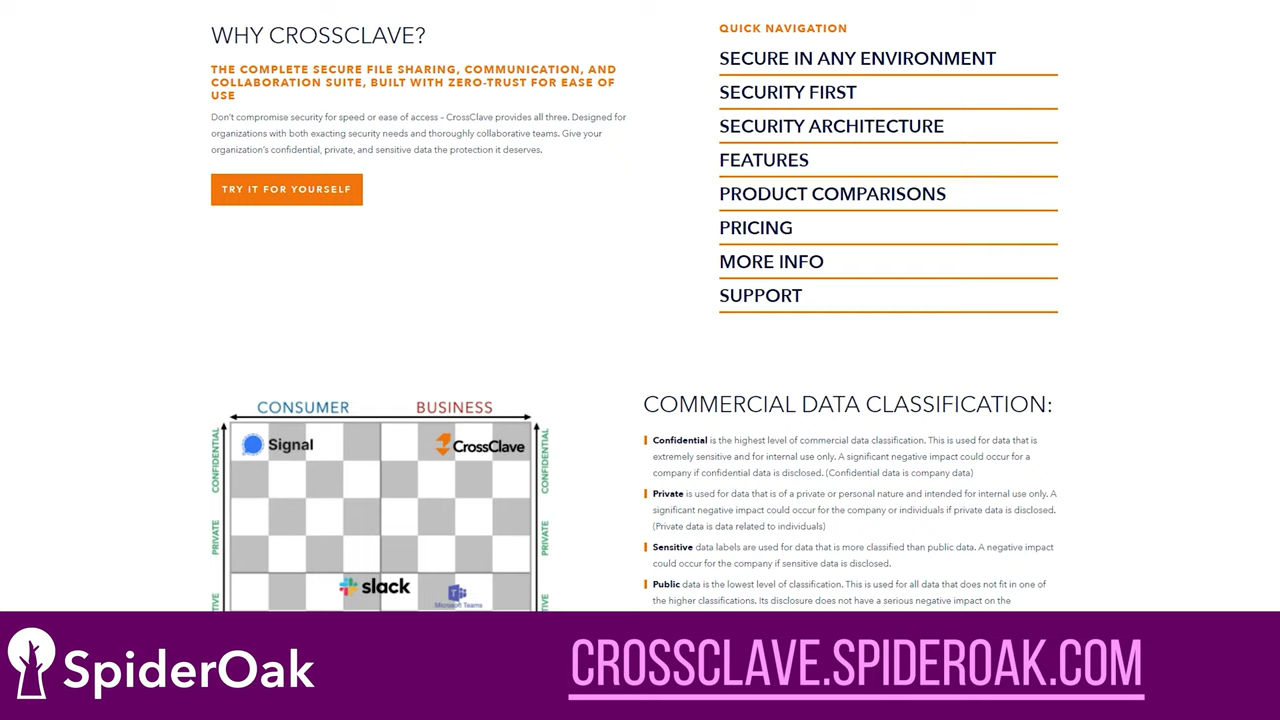 WHY CROSSCLAVE?
THE COMPLETE SECURE FILE SHARING, COMMUNICATION, AND
COLLABORATION SUITE, BUILT WITH ZERO-TRUST FOR EASE OF
USE
Don't compromise security for speed or ease of access – CrossClave provides all three. Designed for
organizations with both exacting security needs and thoroughly collaborative teams. Give your
organization's confidential, private, and sensitive data the protection it deserves.
TRY IT FOR YOURSELF
QUICK NAVIGATION
SECURE IN ANY ENVIRONMENT
SECURITY FIRST
SECURITY ARCHITECTURE
FEATURES
PRODUCT COMPARISONS
PRICING
MORE INFO
SUPPORT
CONSUMER
BUSINESS
CONFIDENTIAL
PRIVATE
TIVE
Signal
CrossClave
slack
Microsoft Teams
CONFIDENTIAL
PRIVATE
TIVE
COMMERCIAL DATA CLASSIFICATION:
Confidential is the highest level of commercial data classification. This is used for data that is
extremely sensitive and for internal use only. A significant negative impact could occur for a
company if confidential data is disclosed. (Confidential data is company data)
Private is used for data that is of a private or personal nature and intended for internal use only. A
significant negative impact could occur for the company or individuals if private data is disclosed.
(Private data is data related to individuals)
Sensitive data labels are used for data that is more classified than public data. A negative impact
could occur for the company if sensitive data is disclosed.
Public data is the lowest level of classification. This is used for all data that does not fit in one of
the higher classifications. Its disclosure does not have a serious negative impact on the
SpiderOak
CROSSCLAVE.SPIDEROAK.COM